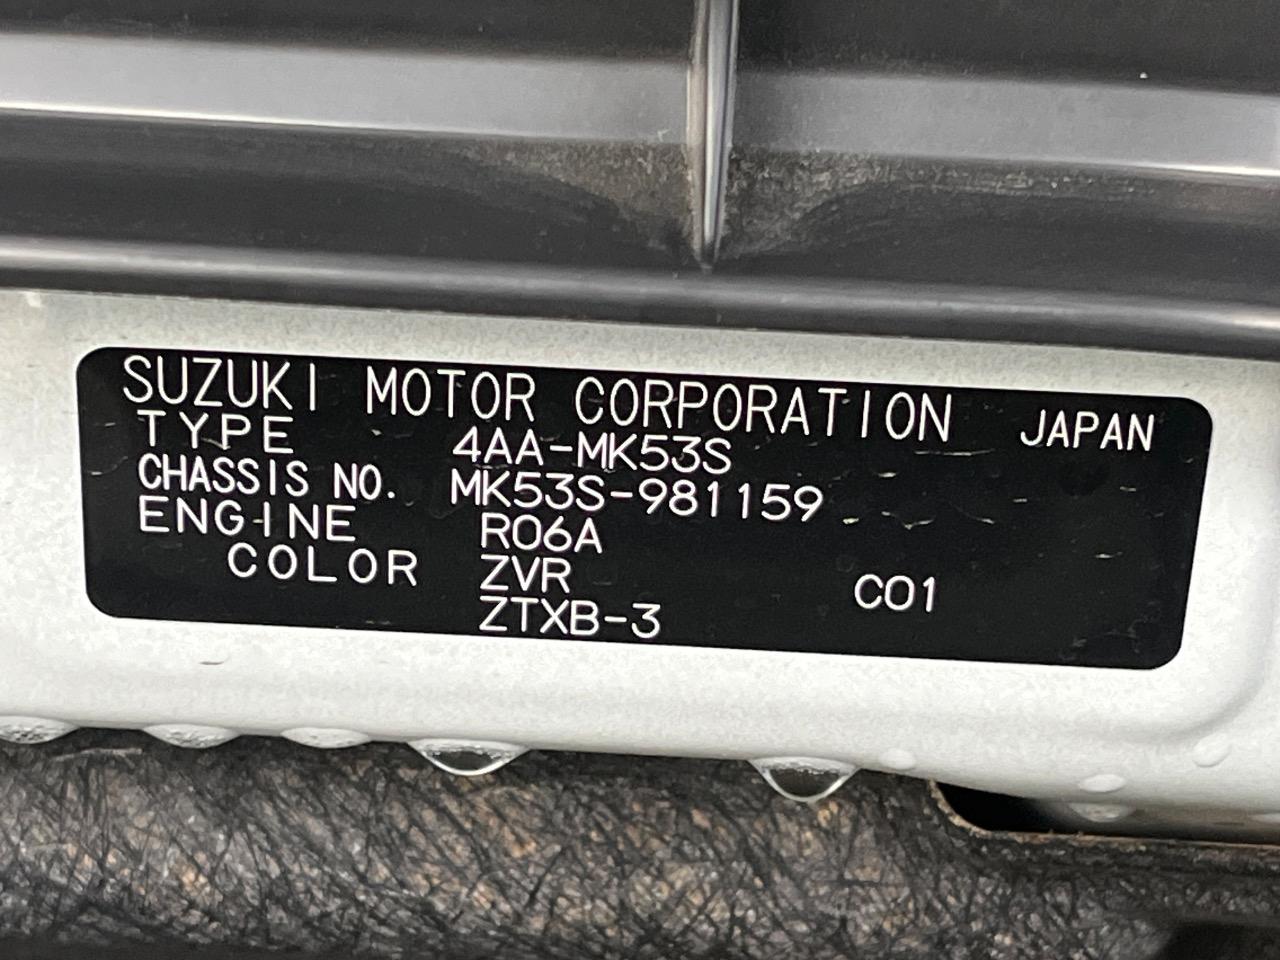 SUZUKI MOTOR CORPORATION JAPAN
TYPE 4AA-MK53S
CHASSIS NO. MK53S-981159
ENGINE R06A
COLOR ZVR C01
ZTXB-3